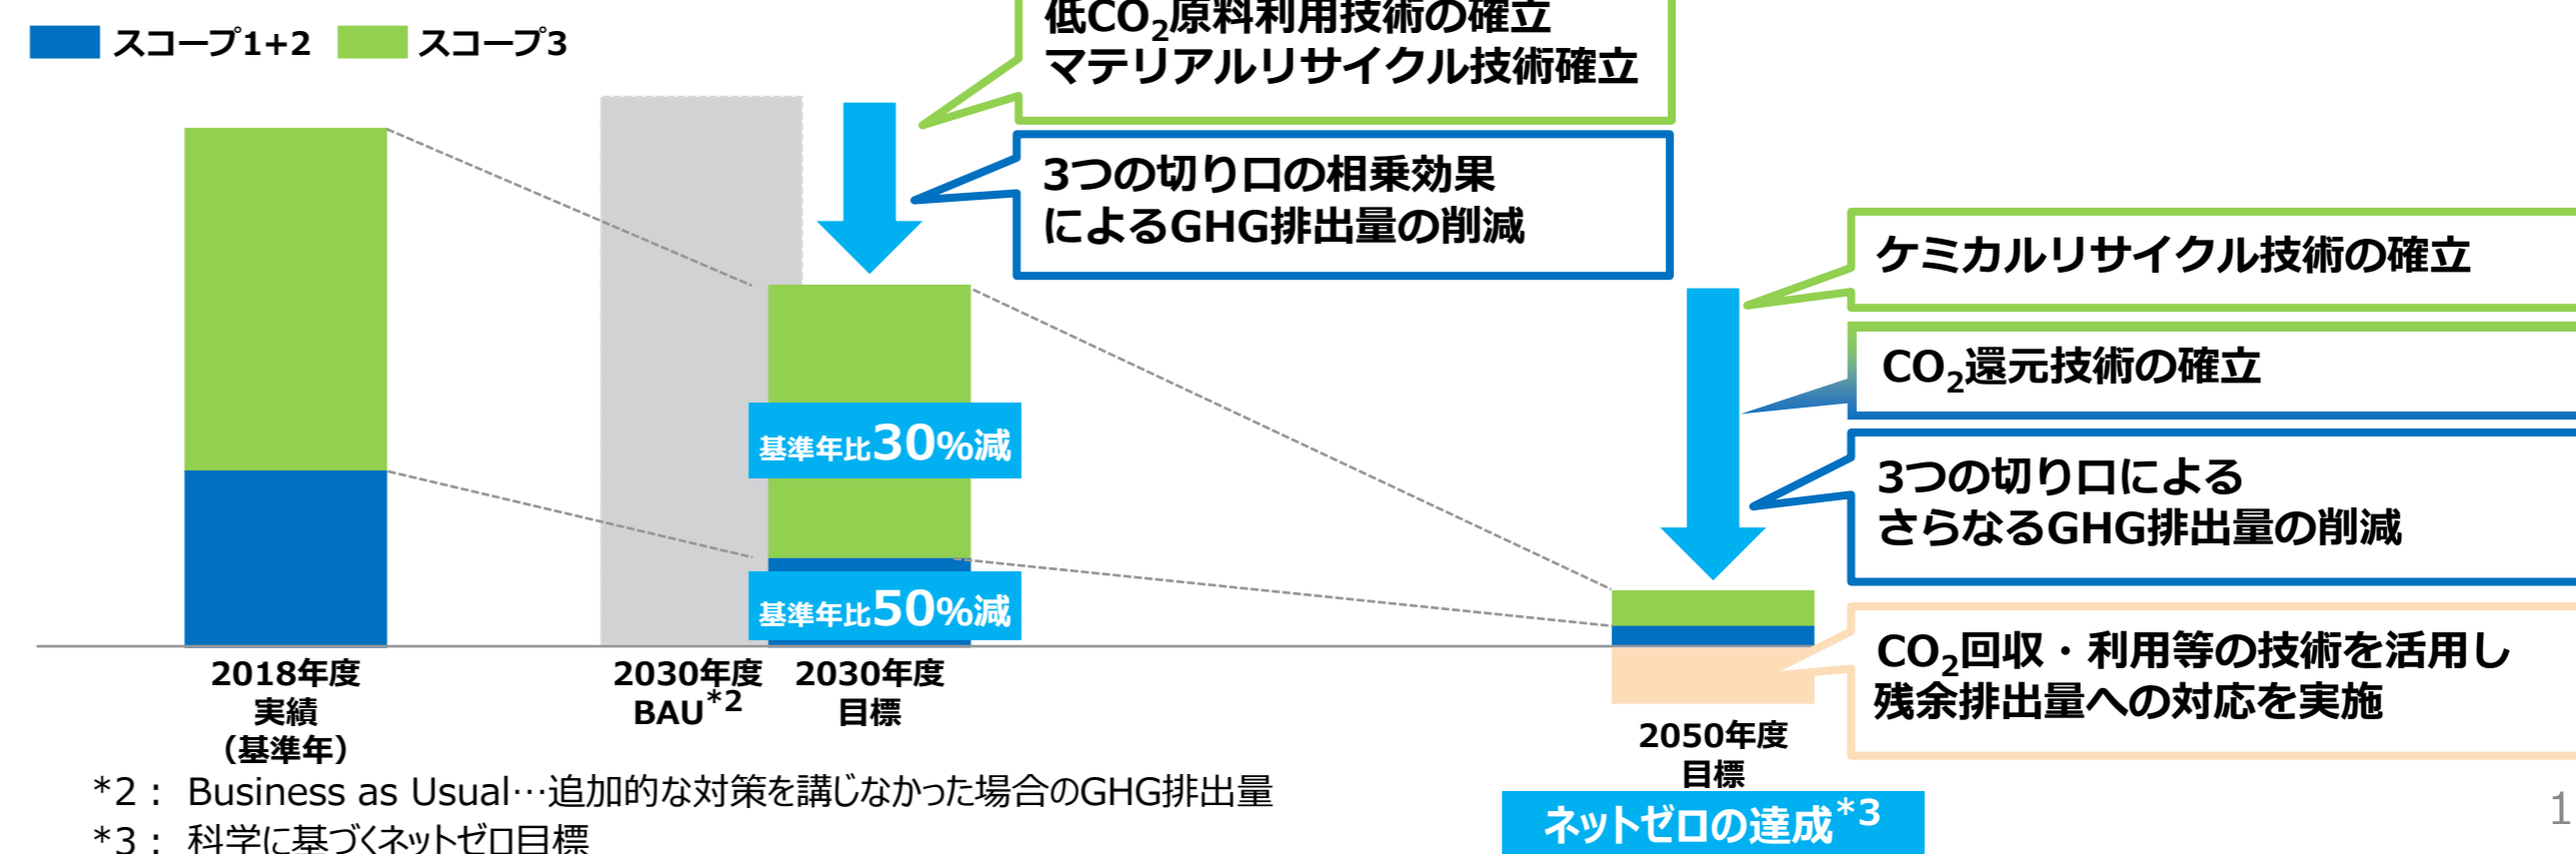 スコープ1+2 スコープ3
低CO₂原料利用技術の確立
マテリアルリサイクル技術確立
3つの切り口の相乗効果
によるGHG排出量の削減
ケミカルリサイクル技術の確立
CO₂還元技術の確立
3つの切り口による
さらなるGHG排出量の削減
CO₂回収・利用等の技術を活用し
残余排出量への対応を実施
基準年比30%減
基準年比50%減
2018年度
実績
(基準年)
2030年度
BAU*2
2030年度
目標
2050年度
目標
ネットゼロの達成*3
*2: Business as Usual…追加的な対策を講じなかった場合のGHG排出量
*3: 科学に基づくネットゼロ目標
1